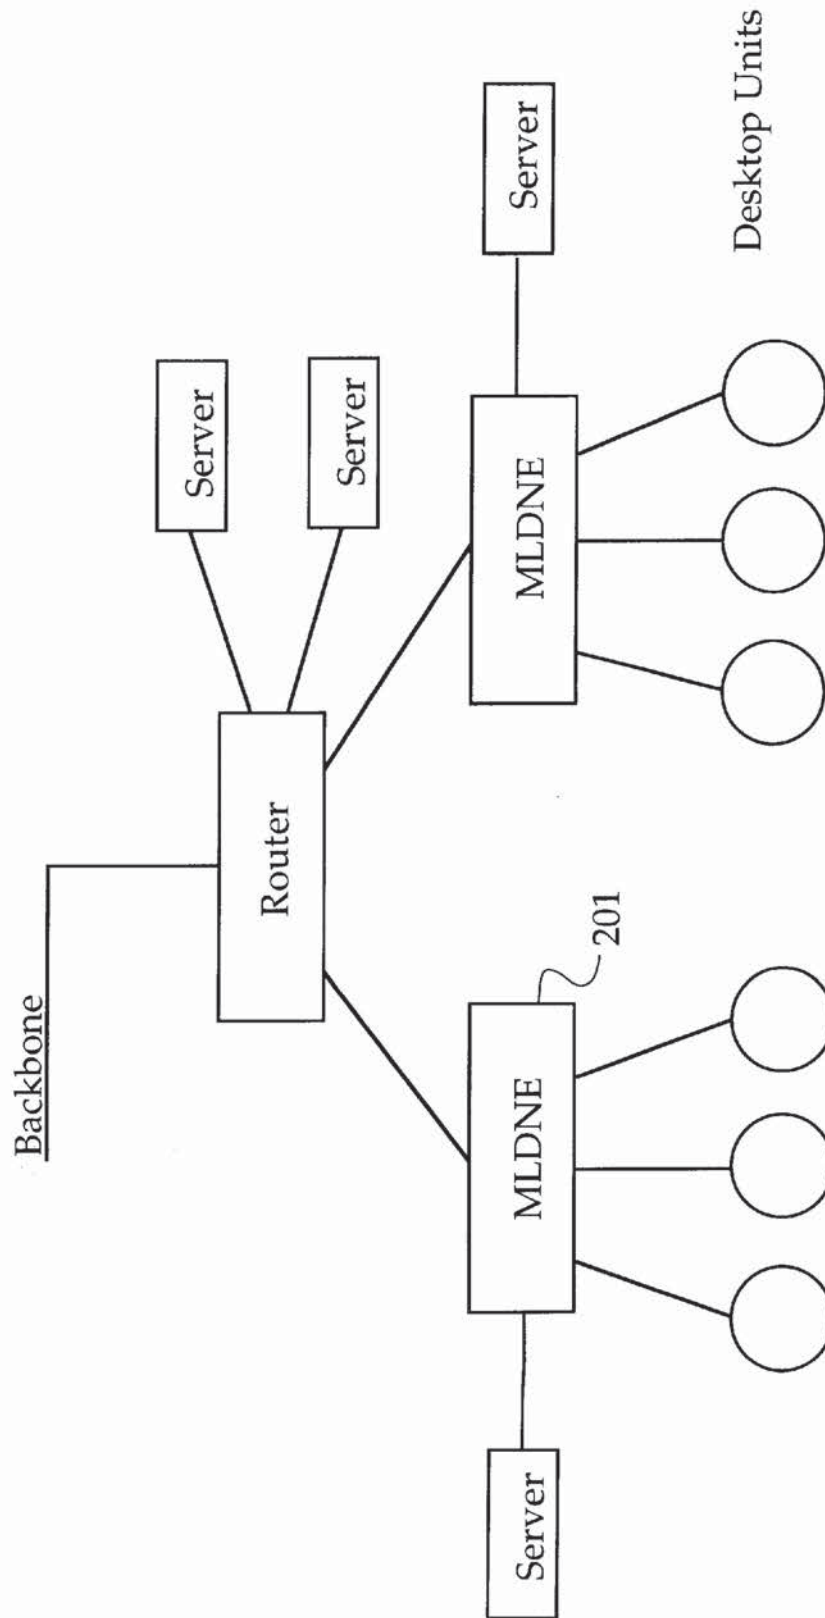 Backbone
Router
Server
Server
Server
MLDNE
201
MLDNE
Server
Desktop Units